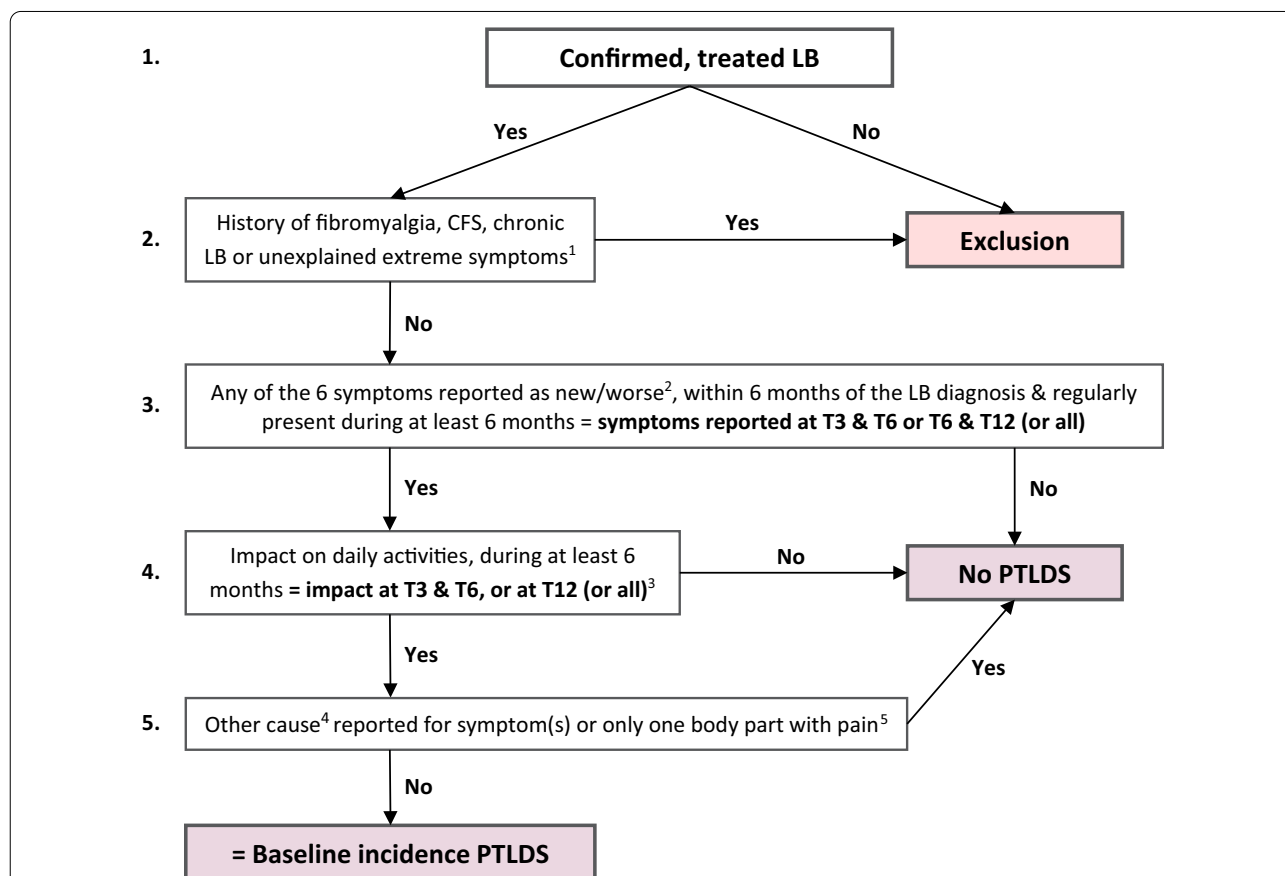 1.
Confirmed, treated LB
Yes
No
2.
History of fibromyalgia, CFS, chronic
LB or unexplained extreme symptoms¹
Yes
Exclusion
No
3.
Any of the 6 symptoms reported as new/worse², within 6 months of the LB diagnosis & regularly
present during at least 6 months = symptoms reported at T3 & T6 or T6 & T12 (or all)
Yes
No
4.
Impact on daily activities, during at least 6
months = impact at T3 & T6, or at T12 (or all)³
No
No PTLDS
Yes
Yes
5.
Other cause⁴ reported for symptom(s) or only one body part with pain⁵
No
= Baseline incidence PTLDS